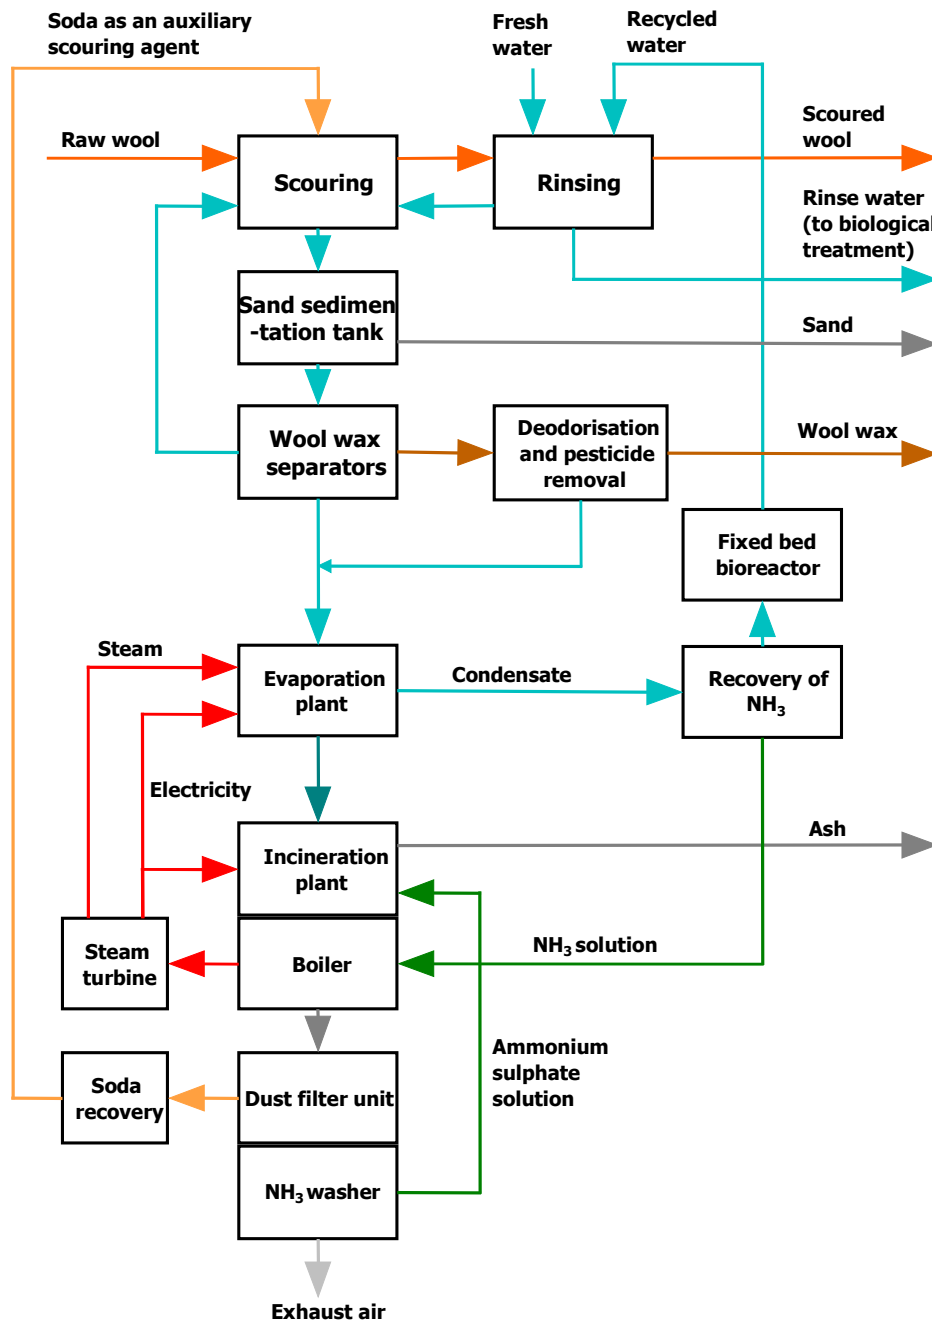 Soda as an auxiliary
scouring agent
Fresh
water
Recycled
water
Raw wool
Scouring
Rinsing
Scoured
wool
Rinse water
(to biological
treatment)
Sand sedimen
-tation tank
Sand
Wool wax
separators
Deodorisation
and pesticide
removal
Wool wax
Fixed bed
bioreactor
Steam
Evaporation
plant
Condensate
Recovery of
NH3
Electricity
Incineration
plant
Ash
Steam
turbine
Boiler
NH3 solution
Ammonium
sulphate
solution
Soda
recovery
Dust filter unit
NH3 washer
Exhaust air